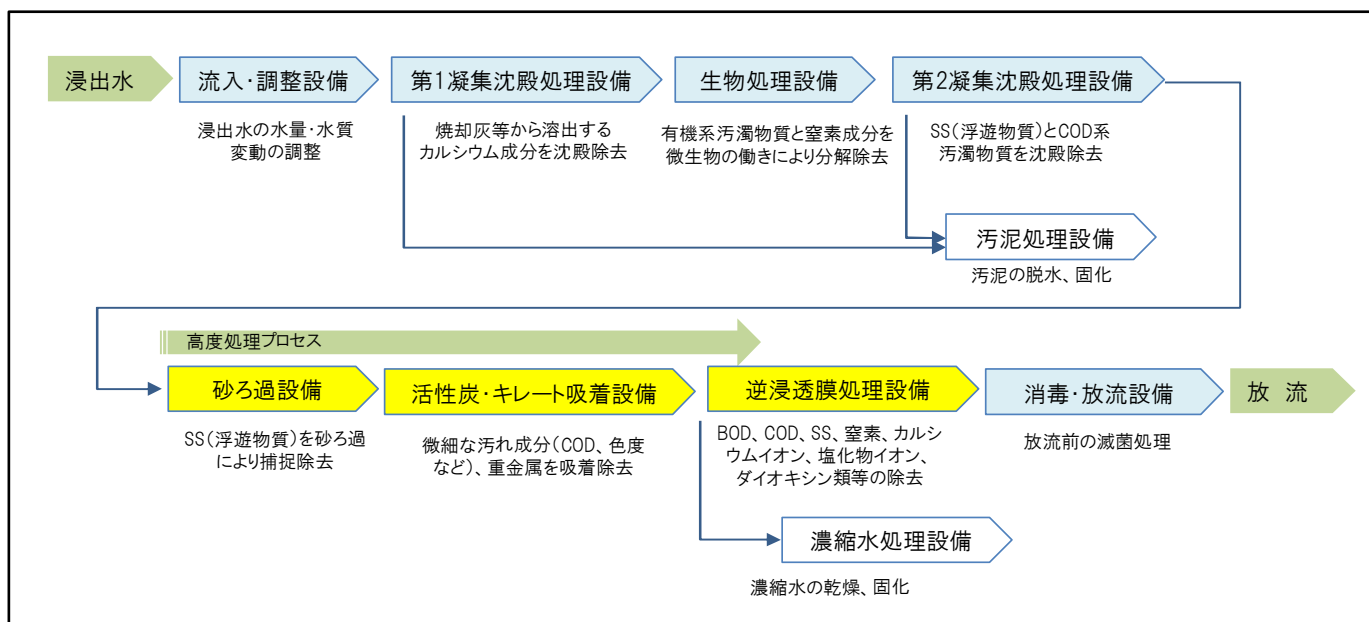 浸出水
流入・調整設備
第1凝集沈殿処理設備
生物処理設備
第2凝集沈殿処理設備
浸出水の水量・水質
変動の調整
焼却灰等から溶出する
カルシウム成分を沈殿除去
有機系汚濁物質と窒素成分を
微生物の働きにより分解除去
SS(浮遊物質)とCOD系
汚濁物質を沈殿除去
汚泥処理設備
汚泥の脱水、固化
高度処理プロセス
砂ろ過設備
活性炭・キレート吸着設備
逆浸透膜処理設備
消毒・放流設備
放 流
SS(浮遊物質)を砂ろ過
により捕捉除去
微細な汚れ成分(COD、色度
など)、重金属を吸着除去
BOD、COD、SS、窒素、カルシ
ウムイオン、塩化物イオン、
ダイオキシン類等の除去
放流前の滅菌処理
濃縮水処理設備
濃縮水の乾燥、固化